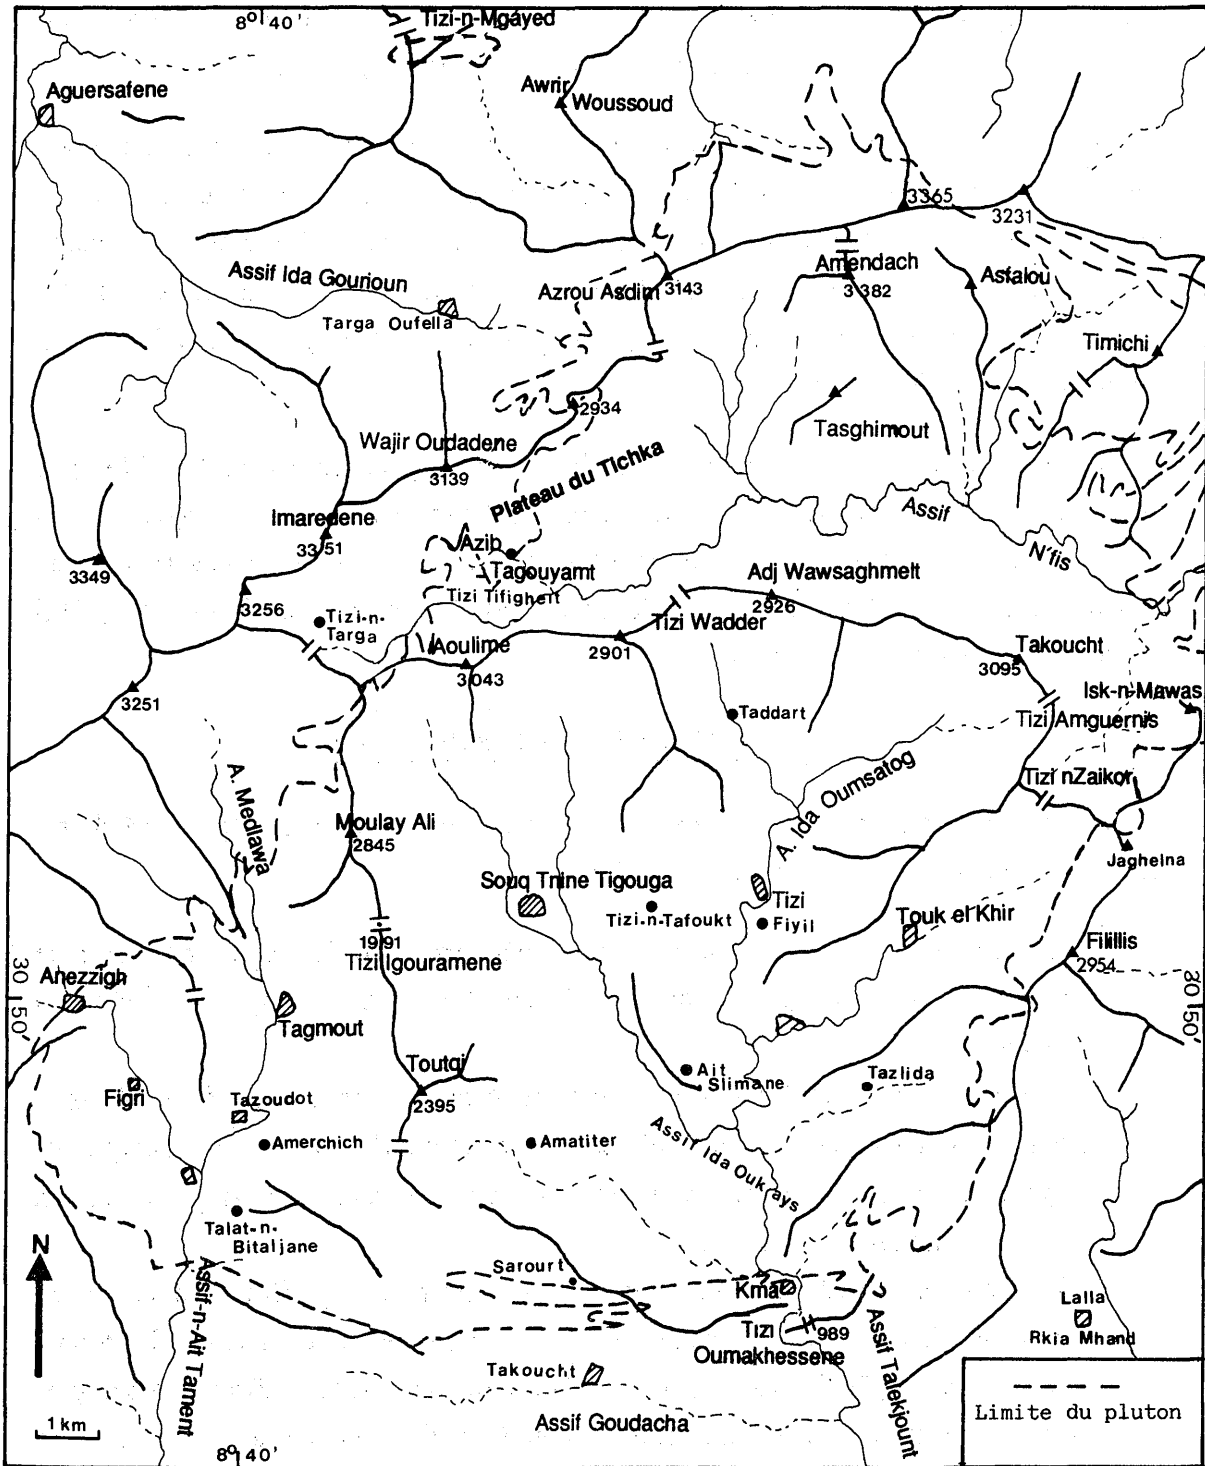 8º 40'
Tizi-n-Mgayed
Aguersafene
Awrir
Woussoud
3365
3231
Assif Ida Gourioun
Targa Oufella
Azrou Asdim
3143
Amendach
3382
Asfalou
Timichi
2934
Wajir Oudadene
3139
Tasghimout
Plateau du Tichka
Imaredene
3351
Assif
N'fis
Azib
Tagouyamt
Tizi Tifighert
3349
3256
Tizi-n-
Targa
Adj Wawsaghmelt
2926
Tizi Wadder
2901
Aoulime
3043
Takoucht
3095
3251
Isk-n-Mawas
Taddart
Tizi Amguernis
A. Medlawa
A. Ida Oumsatog
Tizi nZaikor
Moulay Ali
2845
Jagheina
Souq Tnine Tigouga
Tizi-n-Tafoukt
Tizi
Fiyil
Touk el Khir
1991
Tizi Igouramene
Filillis
2954
30
50'
30
50'
Anezzigh
Tagmout
Toutqi
2395
Figri
Tazoudot
Ait
Slimane
Tazlida
Amerchich
Amatiter
Assif Ida Oukays
Talat-n-
Bitaljane
N
Sarourt
Kma
Lalla
Rkia Mhand
Tizi
989
Oumakhessene
Assif-n-Ait Tament
Assif Talekjount
Takoucht
Assif Goudacha
Limite du pluton
1 km
8º 40'